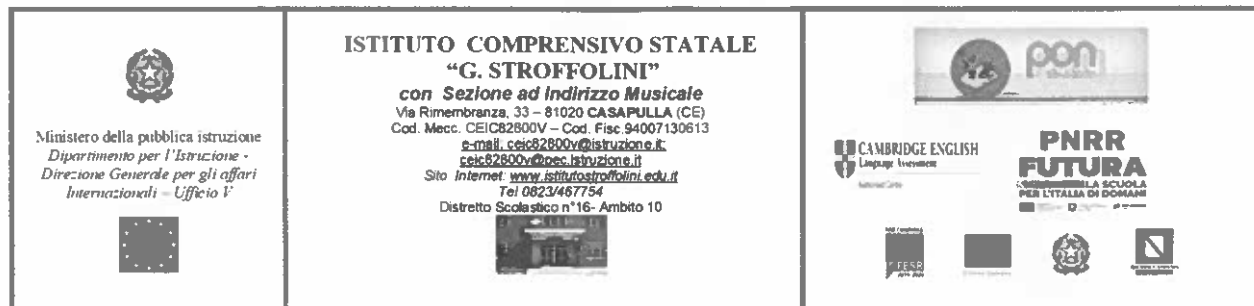 Ministero della pubblica istruzione
Dipartimento per l'Istruzione -
Direzione Generale per gli affari
Internazionali – Ufficio V
ISTITUTO COMPRENSIVO STATALE
“G. STROFFOLINI”
con Sezione ad Indirizzo Musicale
Via Rimembranza, 33 – 81020 CASAPULLA (CE)
Cod. Mecc. CEIC82800V – Cod. Fisc.94007130613
e-mail. ceic82800v@istruzione.it;
ceic82800v@pec.istruzione.it
Sito Internet: www.istitutostroffolini.edu.it
Tel 0823/467754
Distretto Scolastico n°16- Ambito 10
pon
CAMBRIDGE ENGLISH
Language Assessment
PNRR
FUTURA
LA SCUOLA
PER L'ITALIA DI DOMANI
FESR